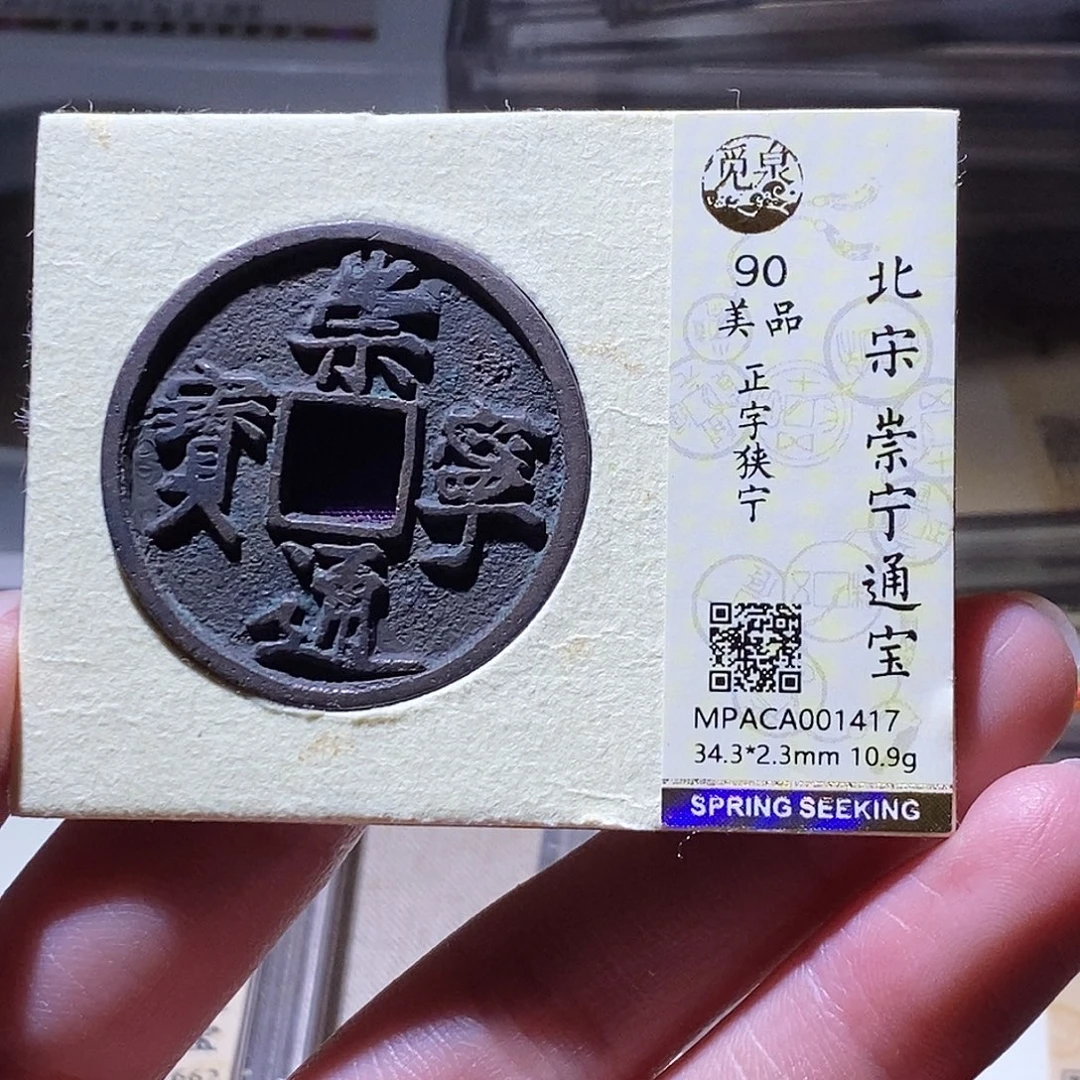 崇
寧
通
寳
觅泉
90
美品
正字狭宁
北宋 崇宁通宝
MPACA001417
34.3*2.3mm 10.9g
SPRING SEEKING